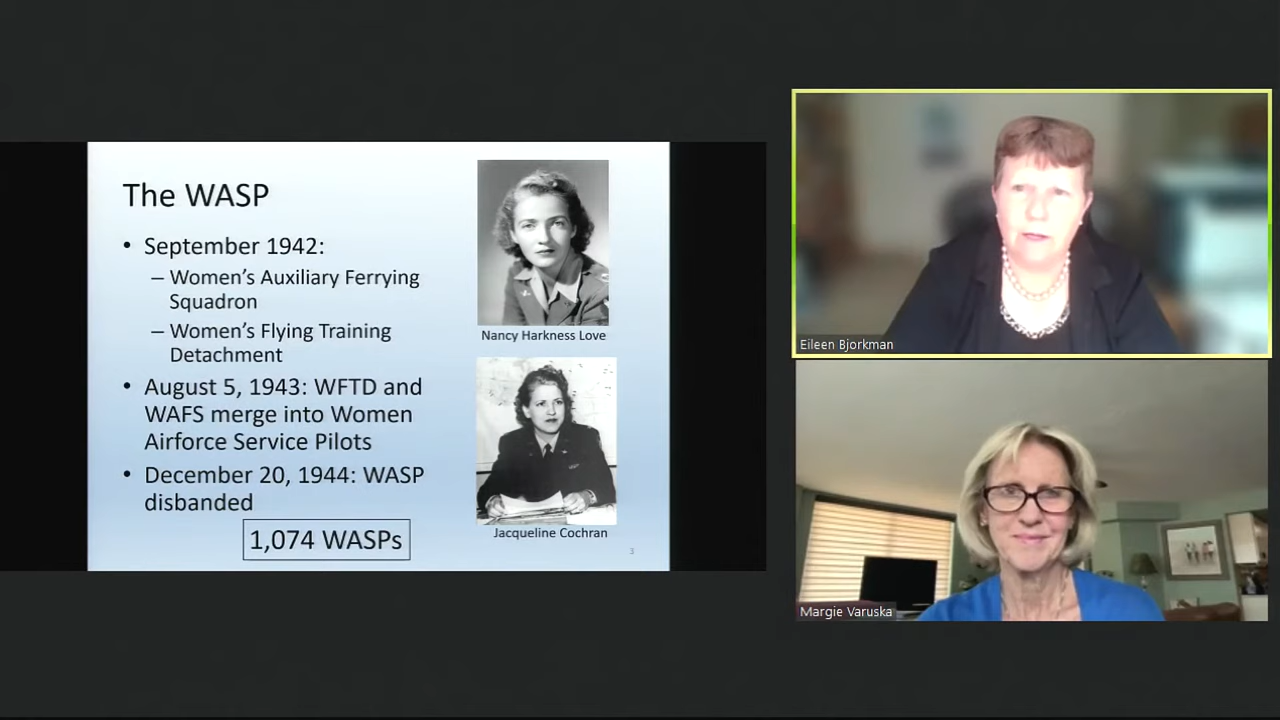 The WASP
• September 1942:
– Women's Auxiliary Ferrying
Squadron
– Women's Flying Training
Detachment
• August 5, 1943: WFTD and
WAFS merge into Women
Airforce Service Pilots
• December 20, 1944: WASP
disbanded
1,074 WASPs
Nancy Harkness Love
Jacqueline Cochran
3
Eileen Bjorkman
Margie Varuska